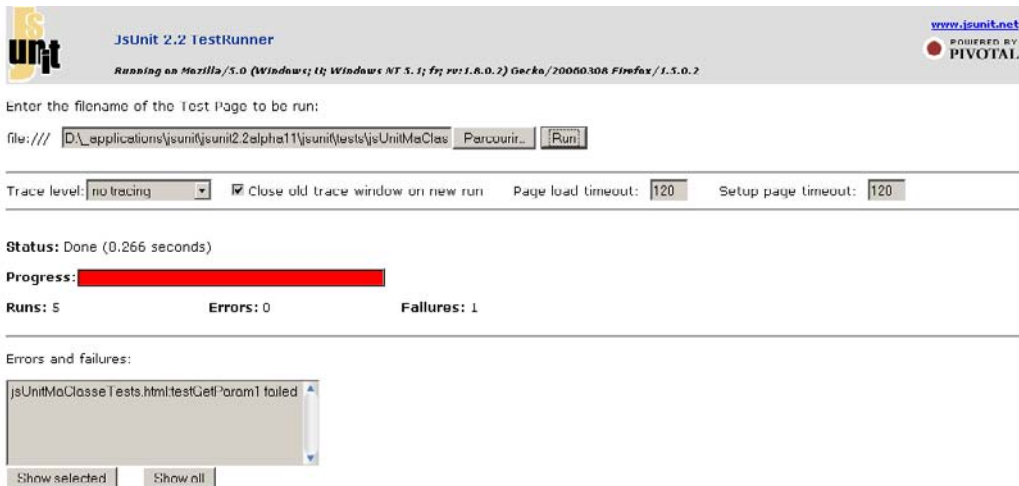 JS
unit
JsUnit 2.2 TestRunner
www.jsunit.net
POWERED BY
PIVOTAL
Running on Mozilla/5.0 (Windows; U; Windows NT 5.1; fr; rv:1.8.0.2) Gecko/20060308 Firefox/1.5.0.2
Enter the filename of the Test Page to be run:
file:/// D:\_applications\jsunit\jsunit2.2alpha11\jsunit\tests\jsUnitMaClas Parcourir... Run
Trace level: no tracing Close old trace window on new run Page load timeout: 120 Setup page timeout: 120
Status: Done (0.266 seconds)
Progress:
Runs: 5 Errors: 0 Failures: 1
Errors and failures:
jsUnitMaClasseTests.html:testGetParam1 failed
Show selected Show all